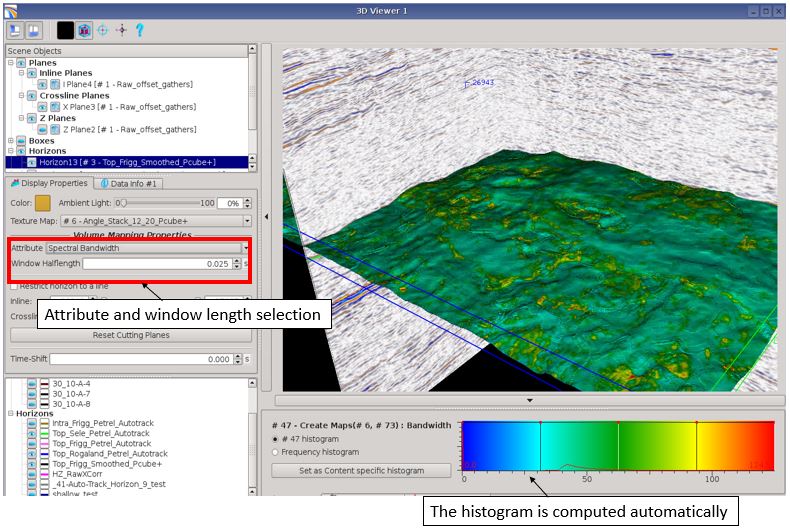 3D Viewer 1
Scene Objects
Planes
Inline Planes
I Plane4 [# 1 - Raw_offset_gathers]
Crossline Planes
X Plane3 [# 1 - Raw_offset_gathers]
Z Planes
Z Plane2 [# 1 - Raw_offset_gathers]
Boxes
Horizons
Horizon13 [# 3 - Top_Frigg_Smoothed_Pcube+]
Display Properties
Data Info #1
Color:
Ambient Light: 0 100 0%
Texture Map: # 6 - Angle_Stack_12_20_Pcube+
Volume Mapping Properties
Attribute Spectral Bandwidth
Window Halflength 0.025 s
Restrict horizon to a line
Inline:
Attribute and window length selection
Reset Cutting Planes
Time-Shift 0.000 s
30_10-A-4
30_10-A-7
30_10-A-8
Horizons
Intra_Frigg_Petrel_Autotrack
Top_Sele_Petrel_Autotrack
Top_Frigg_Petrel_Autotrack
Top_Rogaland_Petrel_Autotrack
Top_Frigg_Smoothed_Pcube+
HZ_RawXCorr
_41-Auto-Track_Horizon_9_test
shallow_test
26943
# 47 - Create Maps(# 6, # 73) : Bandwidth
# 47 histogram
Frequency histogram
Set as Content specific histogram
0 50 100
The histogram is computed automatically